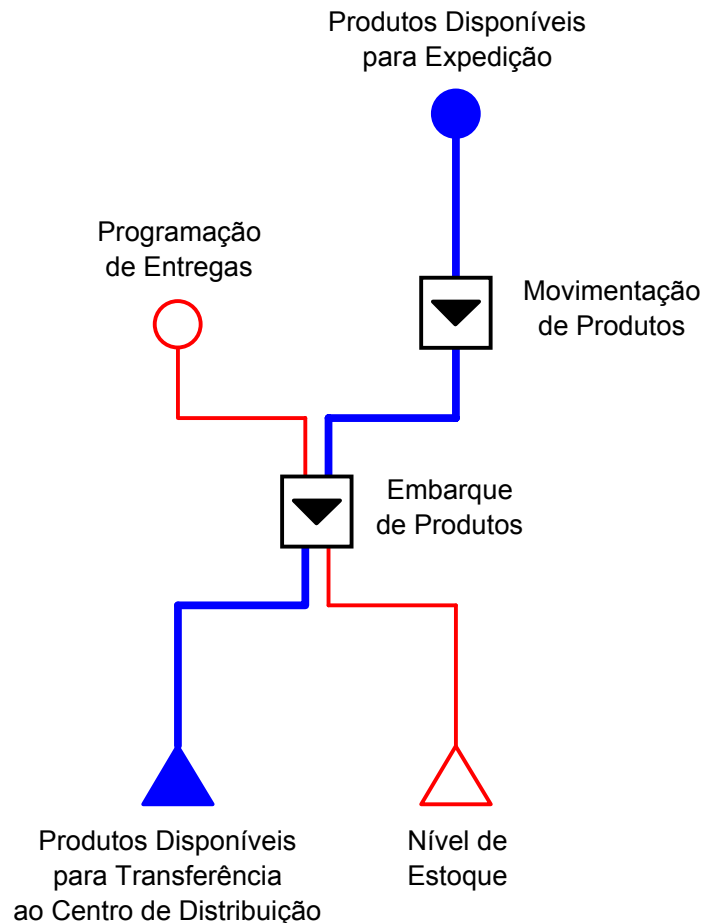 Produtos Disponíveis
para Expedição
Programação
de Entregas
Movimentação
de Produtos
Embarque
de Produtos
Produtos Disponíveis
para Transferência
ao Centro de Distribuição
Nível de
Estoque